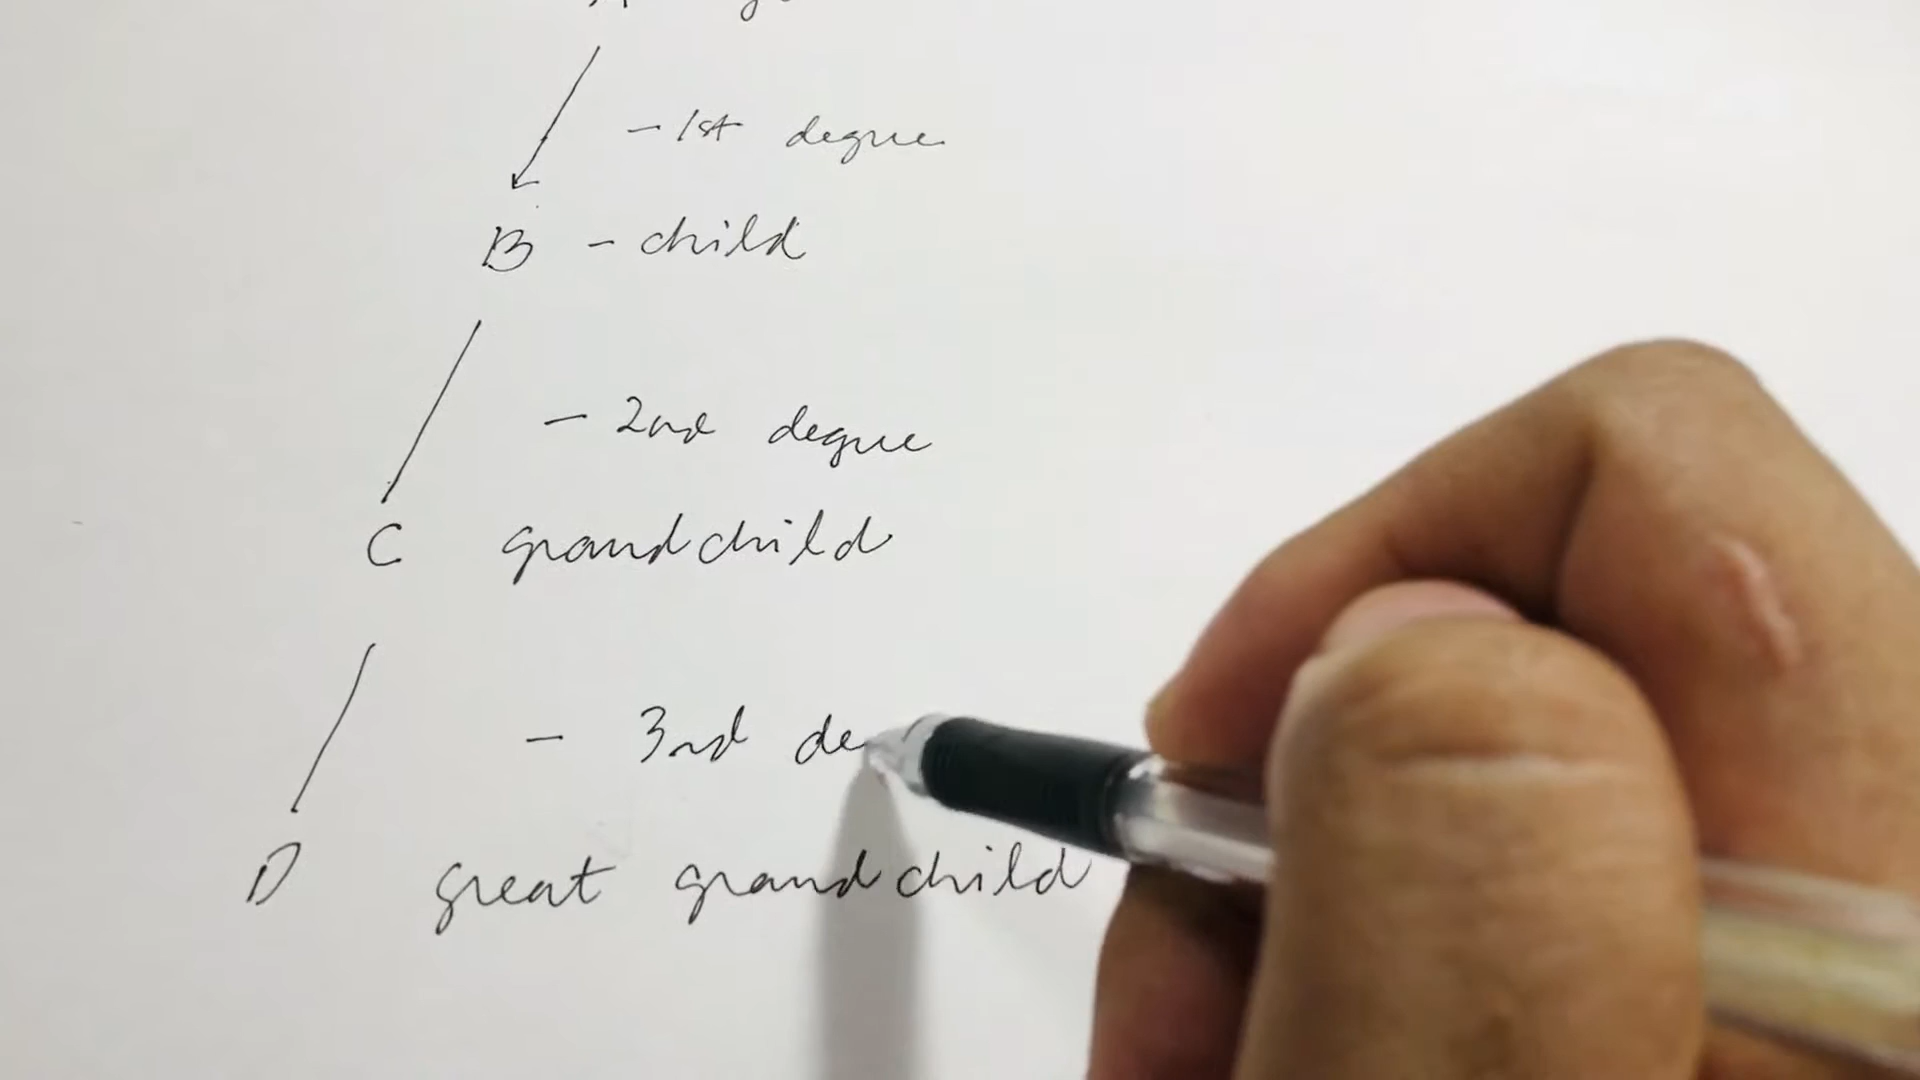 - 1st degree
B - child
- 2nd degree
C grandchild
- 3rd de
D great grandchild